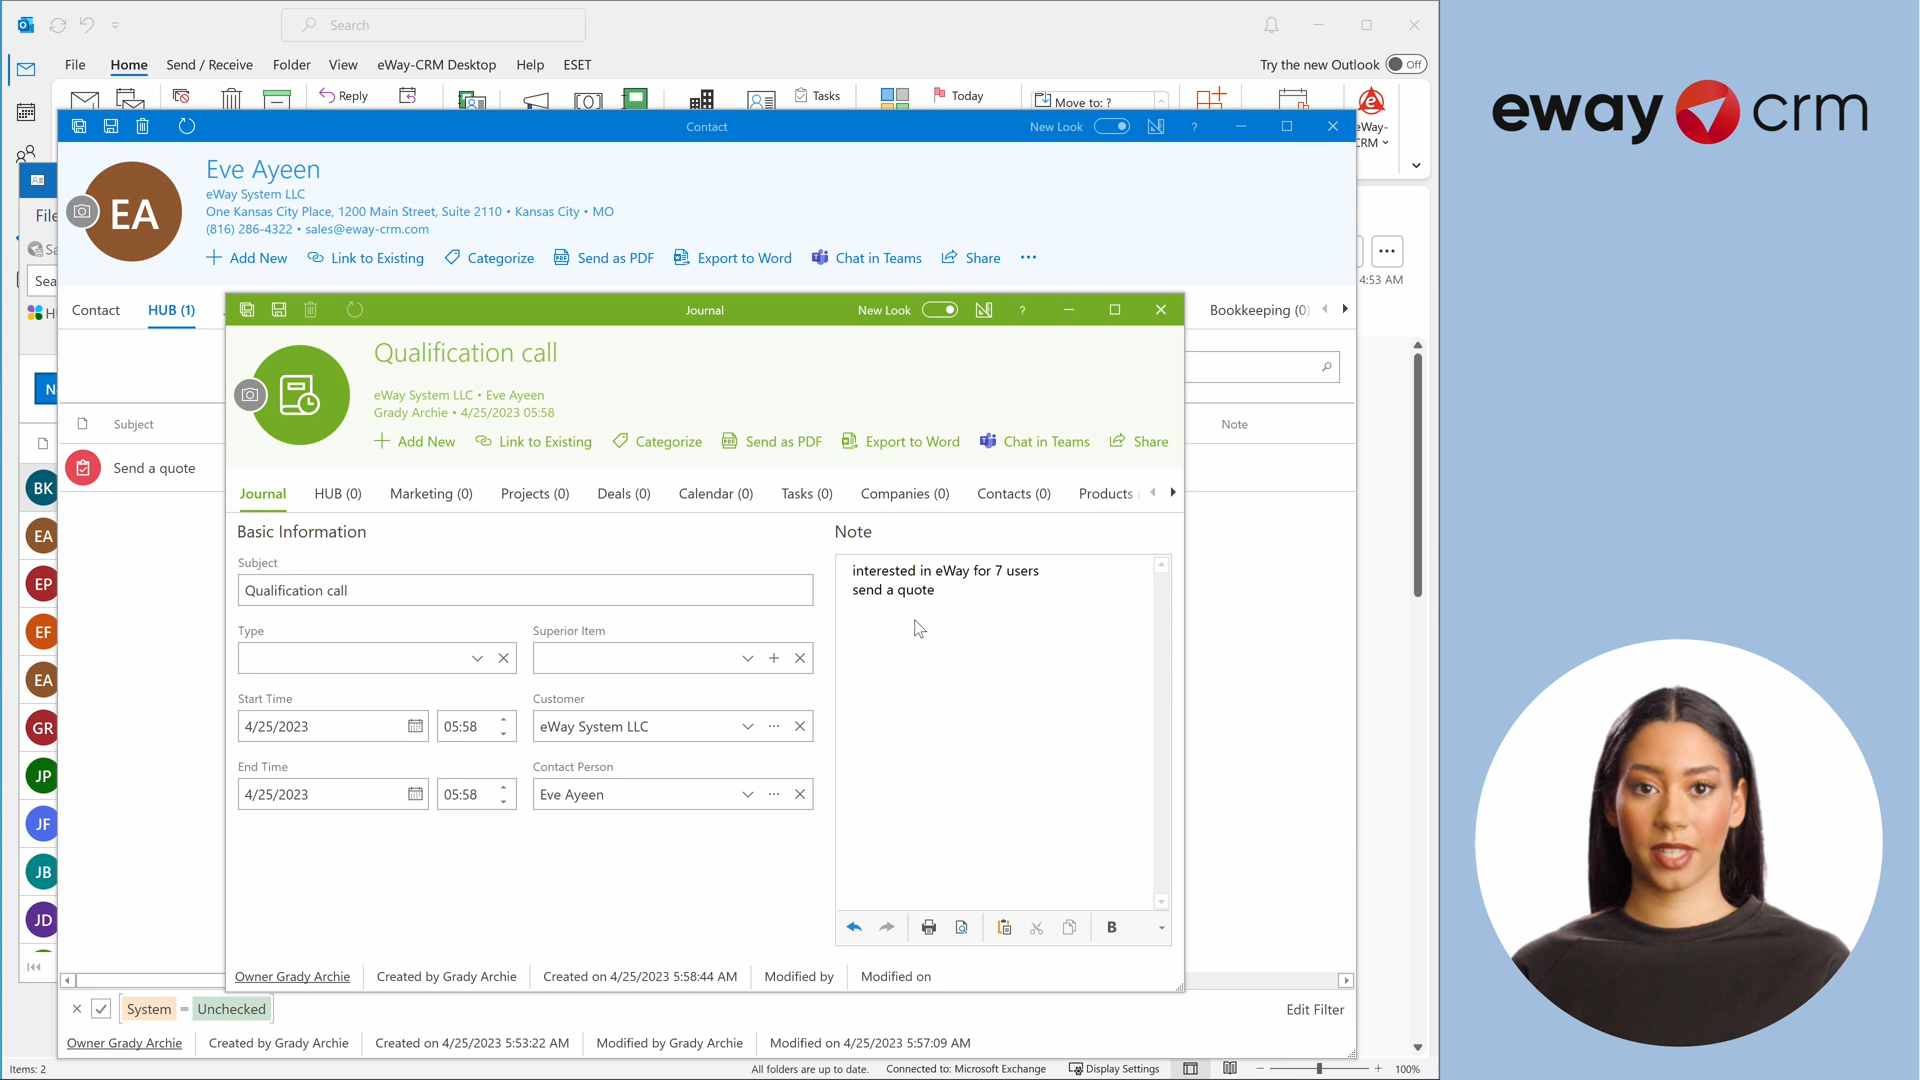 Search
File Home Send / Receive Folder View eWay-CRM Desktop Help ESET
Try the new Outlook Off
Reply
Tasks
Today
Move to: ?
eWay-
CRM
Contact
New Look
?
Eve Ayeen
eWay System LLC
One Kansas City Place, 1200 Main Street, Suite 2110 • Kansas City • MO
(816) 286-4322 • sales@eway-crm.com
EA
Add New Link to Existing Categorize Send as PDF Export to Word Chat in Teams Share
4:53 AM
Contact HUB (1) Bookkeeping (0)
Journal
New Look
?
Qualification call
eWay System LLC • Eve Ayeen
Grady Archie • 4/25/2023 05:58
Add New Link to Existing Categorize Send as PDF Export to Word Chat in Teams Share
Journal HUB (0) Marketing (0) Projects (0) Deals (0) Calendar (0) Tasks (0) Companies (0) Contacts (0) Products
Subject
Note
Send a quote
Basic Information
Note
Subject
Qualification call
interested in eWay for 7 users
send a quote
Type
Superior Item
Start Time
Customer
4/25/2023 05:58 eWay System LLC
End Time
Contact Person
4/25/2023 05:58 Eve Ayeen
B
Owner Grady Archie Created by Grady Archie Created on 4/25/2023 5:58:44 AM Modified by Modified on
BK
EA
EP
EF
EA
GR
JP
JF
JB
JD
System = Unchecked
Edit Filter
Owner Grady Archie Created by Grady Archie Created on 4/25/2023 5:53:22 AM Modified by Grady Archie Modified on 4/25/2023 5:57:09 AM
Items: 2
All folders are up to date. Connected to: Microsoft Exchange Display Settings 100%
eway crm